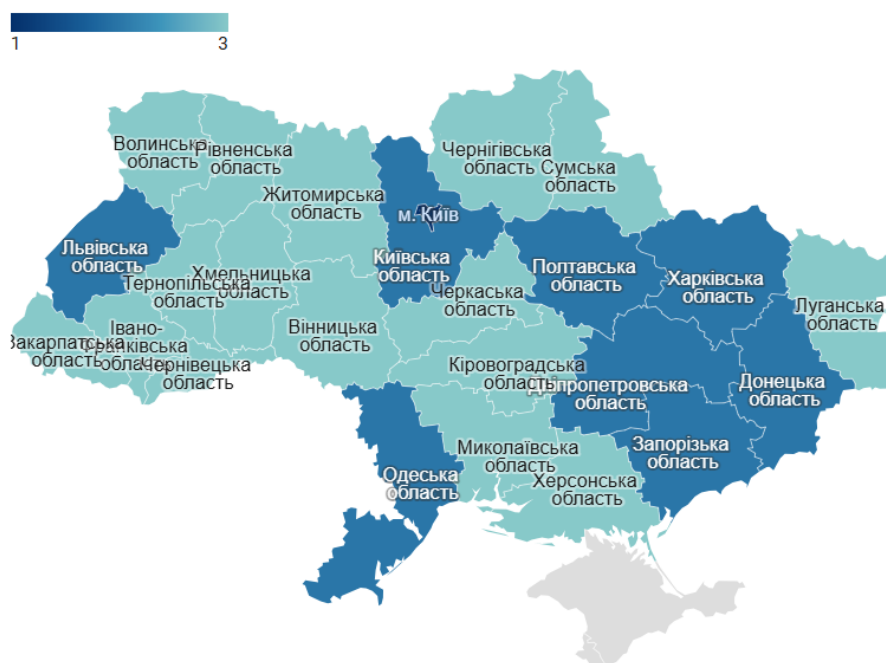 1
3
Волинська
область
Рівненська
область
Чернігівська
область
Сумська
область
Житомирська
область
м. Київ
Львівська
область
Київська
область
Полтавська
область
Харківська
область
Тернопільська
область
Хмельницька
область
Черкаська
область
Луганська
область
Вінницька
область
Закарпатська
область
Івано-
Франківська
область
Чернівецька
область
Кіровоградська
область
Дніпропетровська
область
Донецька
область
Миколаївська
область
Запорізька
область
Одеська
область
Херсонська
область